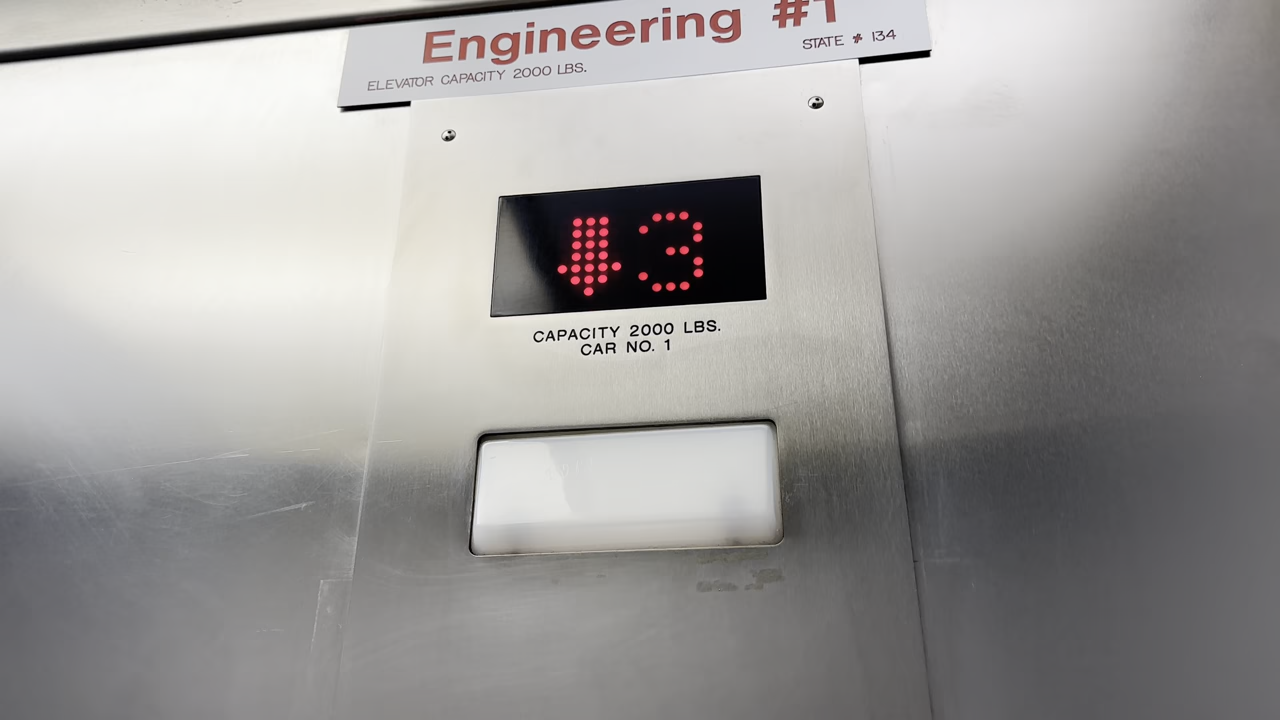 Engineering #1
STATE # 134
ELEVATOR CAPACITY 2000 LBS.
3
CAPACITY 2000 LBS.
CAR NO. 1